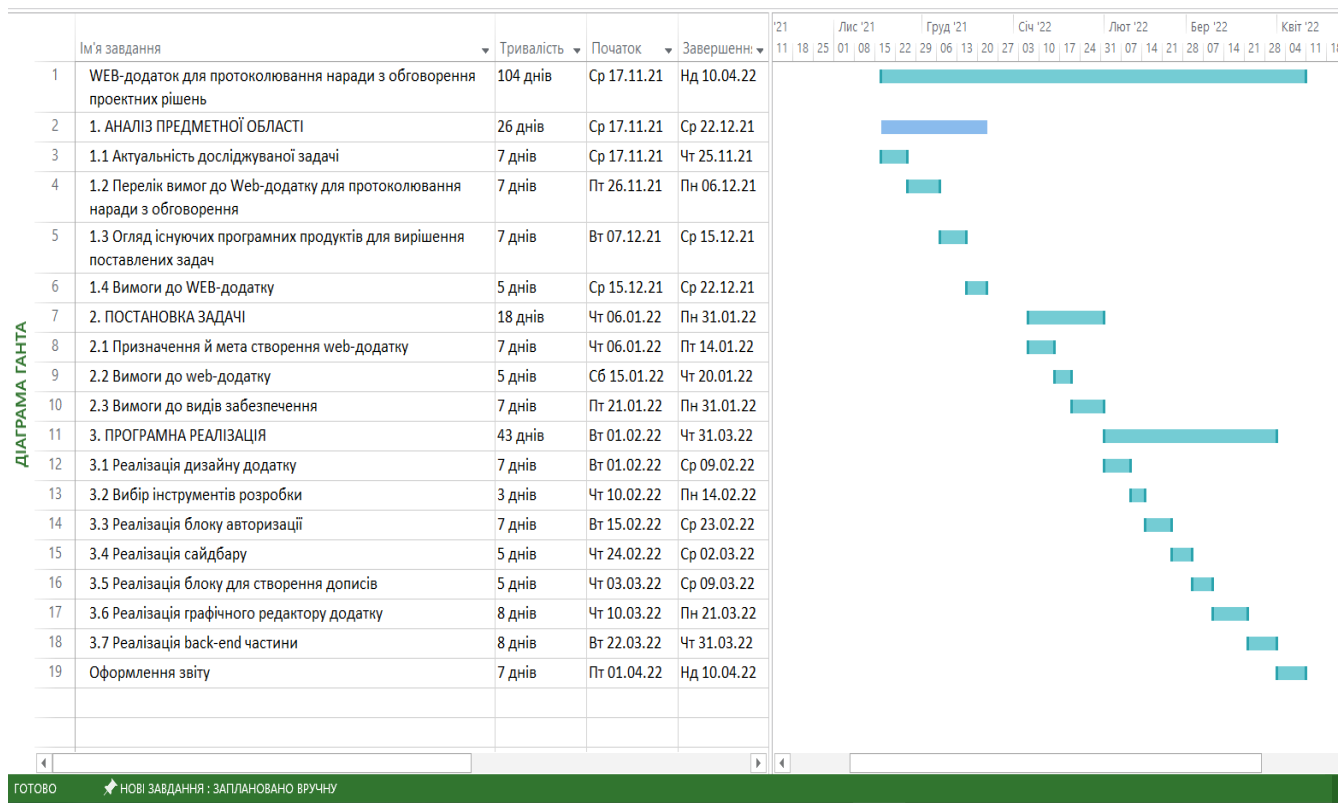 '21 Лис '21 Груд '21 Січ '22 Лют '22 Бер '22 Квіт '22
Ім'я завдання Тривалість Початок Завершенн: 11 18 25 01 08 15 22 29 06 13 20 27 03 10 17 24 31 07 14 21 28 07 14 21 28 04 11 18
1 WEB-додаток для протоколювання наради з обговорення 104 днів Ср 17.11.21 Нд 10.04.22
проектних рішень
2 1. АНАЛІЗ ПРЕДМЕТНОЇ ОБЛАСТІ 26 днів Ср 17.11.21 Ср 22.12.21
3 1.1 Актуальність досліджуваної задачі 7 днів Ср 17.11.21 Чт 25.11.21
4 1.2 Перелік вимог до Web-додатку для протоколювання 7 днів Пт 26.11.21 Пн 06.12.21
наради з обговорення
5 1.3 Огляд існуючих програмних продуктів для вирішення 7 днів Вт 07.12.21 Ср 15.12.21
поставлених задач
6 1.4 Вимоги до WEB-додатку 5 днів Ср 15.12.21 Ср 22.12.21
7 2. ПОСТАНОВКА ЗАДАЧІ 18 днів Чт 06.01.22 Пн 31.01.22
8 2.1 Призначення й мета створення web-додатку 7 днів Чт 06.01.22 Пт 14.01.22
9 2.2 Вимоги до web-додатку 5 днів Сб 15.01.22 Чт 20.01.22
10 2.3 Вимоги до видів забезпечення 7 днів Пт 21.01.22 Пн 31.01.22
11 3. ПРОГРАМНА РЕАЛІЗАЦІЯ 43 днів Вт 01.02.22 Чт 31.03.22
12 3.1 Реалізація дизайну додатку 7 днів Вт 01.02.22 Ср 09.02.22
13 3.2 Вибір інструментів розробки 3 днів Чт 10.02.22 Пн 14.02.22
14 3.3 Реалізація блоку авторизації 7 днів Вт 15.02.22 Ср 23.02.22
15 3.4 Реалізація сайдбару 5 днів Чт 24.02.22 Ср 02.03.22
16 3.5 Реалізація блоку для створення дописів 5 днів Чт 03.03.22 Ср 09.03.22
17 3.6 Реалізація графічного редактору додатку 8 днів Чт 10.03.22 Пн 21.03.22
18 3.7 Реалізація back-end частини 8 днів Вт 22.03.22 Чт 31.03.22
19 Оформлення звіту 7 днів Пт 01.04.22 Нд 10.04.22
ДІАГРАМА ГАНТА
ГОТОВО НОВІ ЗАВДАННЯ : ЗАПЛАНОВАНО ВРУЧНУ